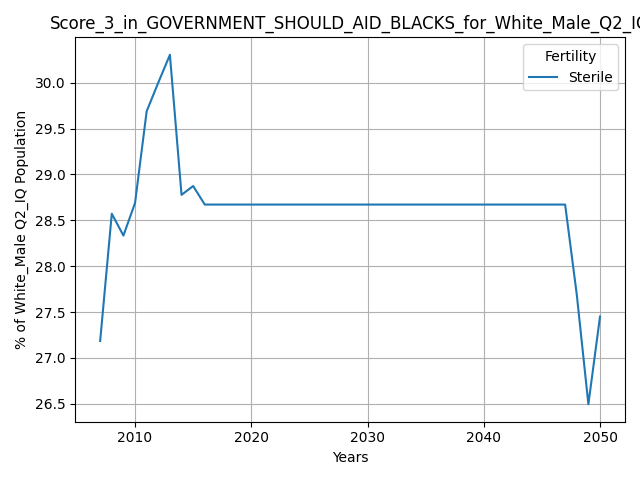 Score_3_in_GOVERNMENT_SHOULD_AID_BLACKS_for_White_Male_Q2_IQ
Fertility
Sterile
% of White_Male Q2_IQ Population
30.0
29.5
29.0
28.5
28.0
27.5
27.0
26.5
2010 2020 2030 2040 2050
Years